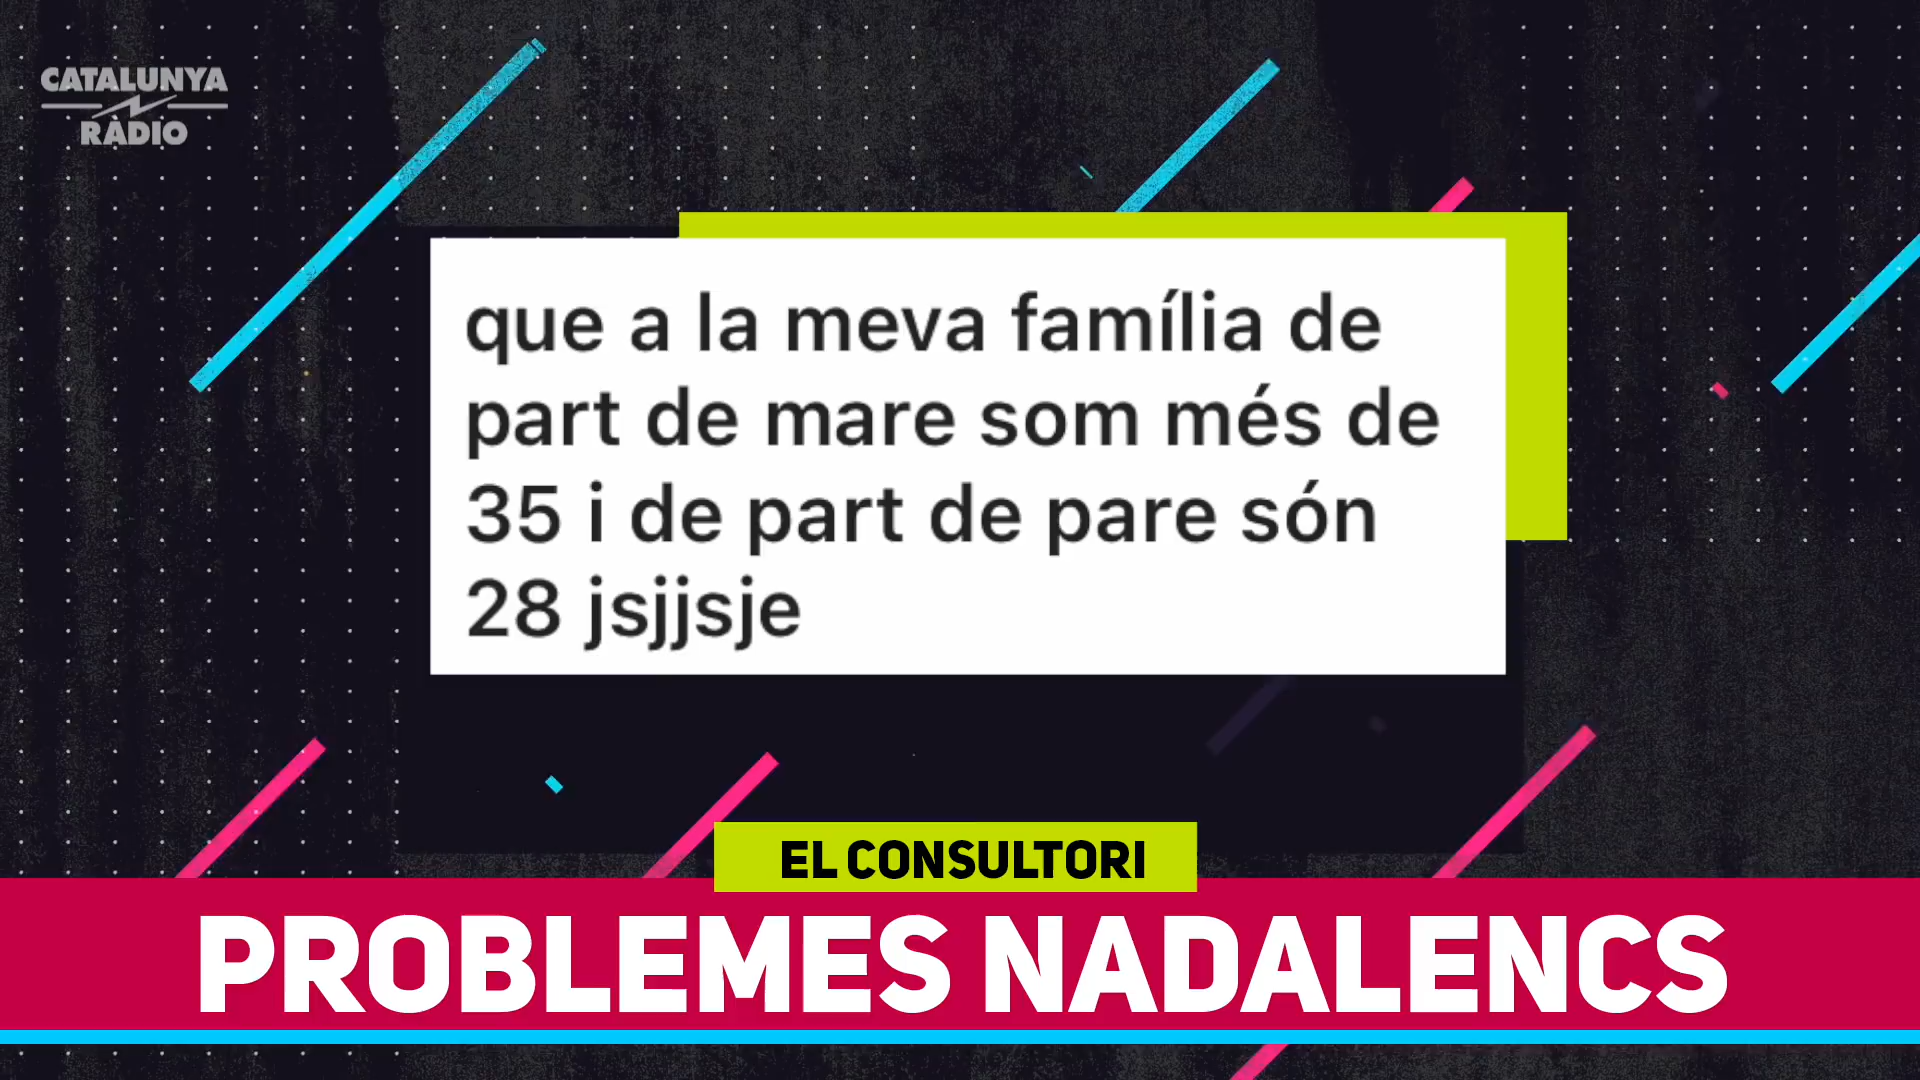 CATALUNYA
RÀDIO
que a la meva família de
part de mare som més de
35 i de part de pare són
28 jsjjsje
EL CONSULTORI
PROBLEMES NADALENCS